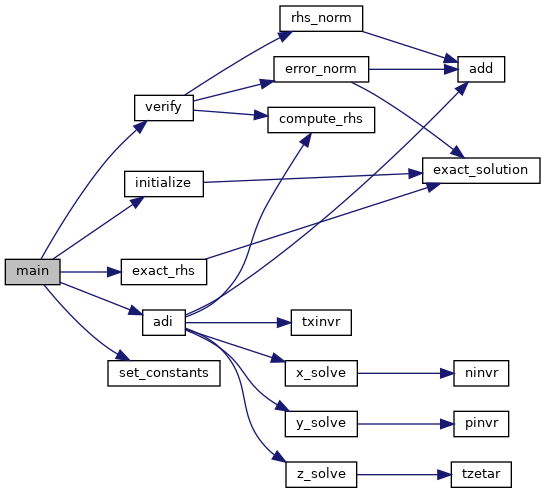 rhs_norm
error_norm
add
verify
compute_rhs
exact_solution
initialize
main
exact_rhs
adi
txinvr
set_constants
x_solve
ninvr
y_solve
pinvr
z_solve
tzetar